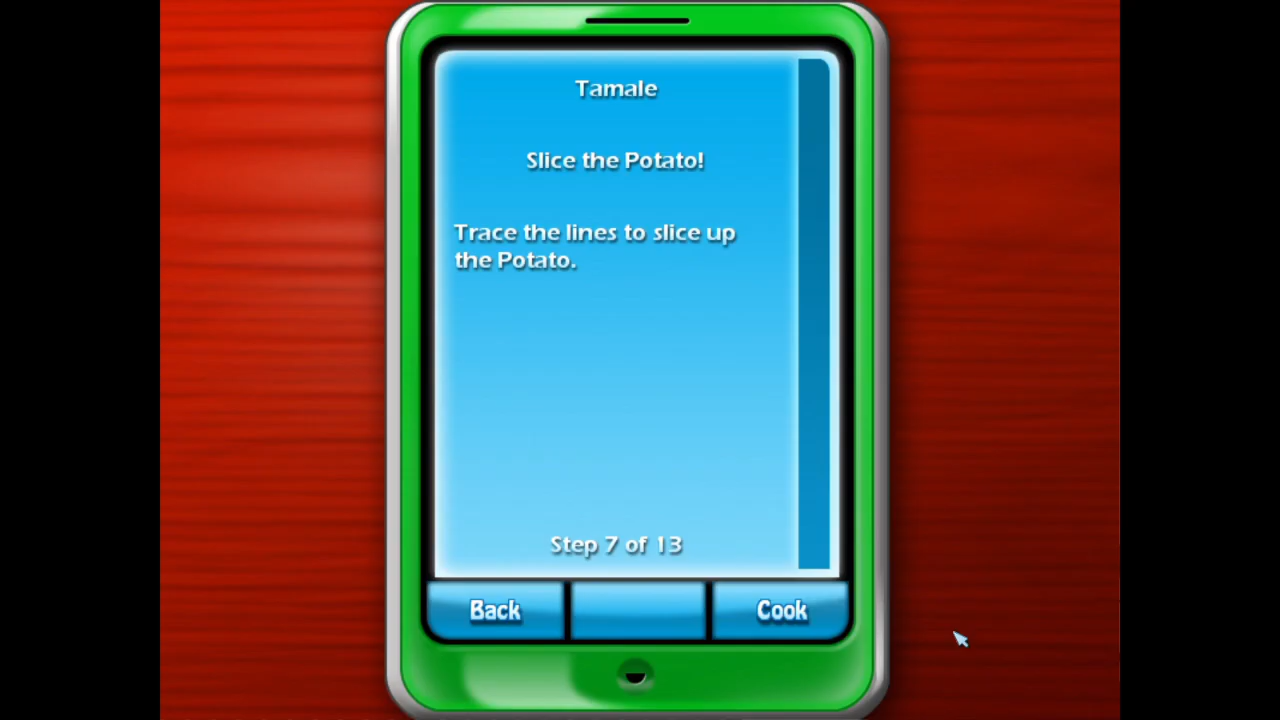 Tamale
Slice the Potato!
Trace the lines to slice up
the Potato.
Step 7 of 13
Back
Cook